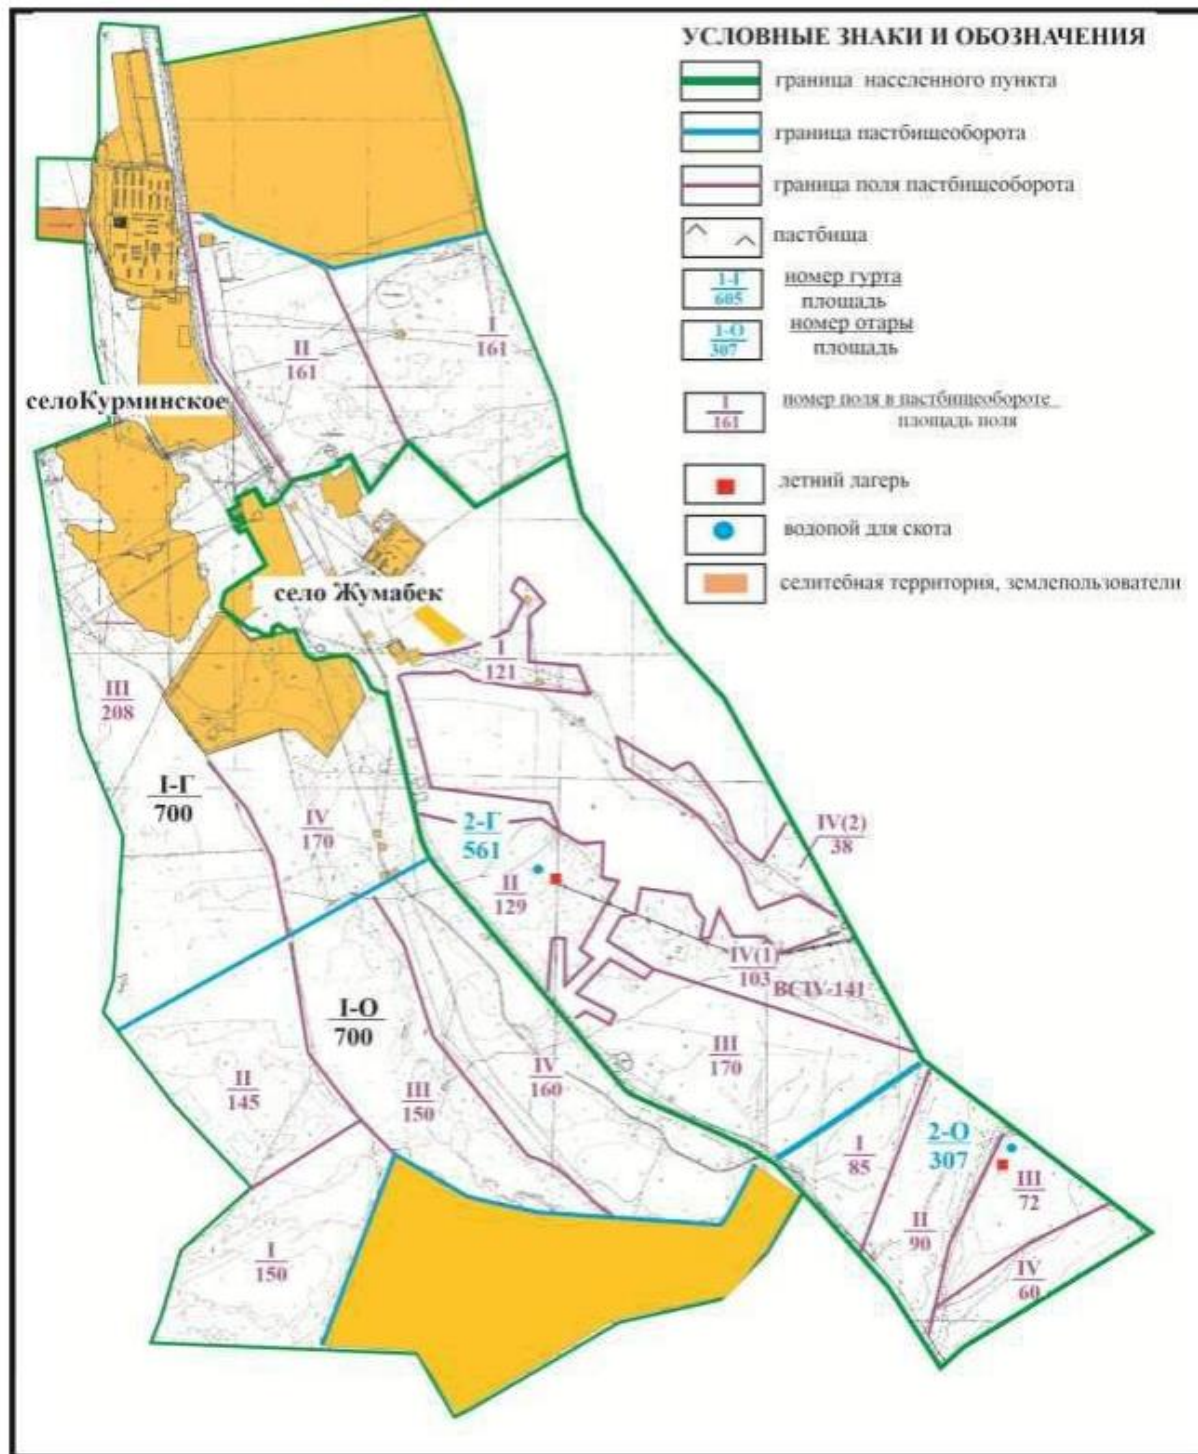 УСЛОВНЫЕ ЗНАКИ И ОБОЗНАЧЕНИЯ
граница населенного пункта
граница пастбищеоборота
граница поля пастбищеоборота
пастбища
1-Г
605
номер гурта
площадь
1-О
307
номер отары
площадь
I
161
номер поля в пастбищеобороте
площадь поля
летний лагерь
водопой для скота
селитебная территория, землепользователи
II
161
I
161
селоКурминское
село Жумабек
I
121
III
208
I-Г
700
IV
170
2-Г
561
II
129
IV(2)
38
IV(1)
103
ВСIV-141
I-О
700
II
145
III
150
IV
160
III
170
I
150
I
85
2-О
307
II
90
III
72
IV
60